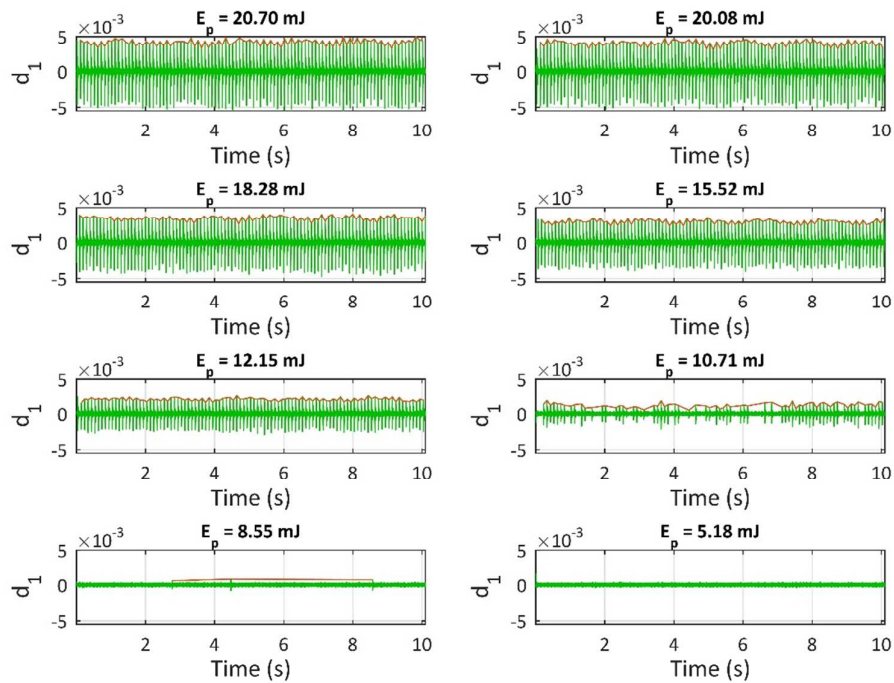 E_p = 20.70 mJ
×10^-3
5
0
-5
d_1
2 4 6 8 10
Time (s)
E_p = 20.08 mJ
×10^-3
5
0
-5
d_1
2 4 6 8 10
Time (s)
E_p = 18.28 mJ
×10^-3
5
0
-5
d_1
2 4 6 8 10
Time (s)
E_p = 15.52 mJ
×10^-3
5
0
-5
d_1
2 4 6 8 10
Time (s)
E_p = 12.15 mJ
×10^-3
5
0
-5
d_1
2 4 6 8 10
Time (s)
E_p = 10.71 mJ
×10^-3
5
0
-5
d_1
2 4 6 8 10
Time (s)
E_p = 8.55 mJ
×10^-3
5
0
-5
d_1
2 4 6 8 10
Time (s)
E_p = 5.18 mJ
×10^-3
5
0
-5
d_1
2 4 6 8 10
Time (s)